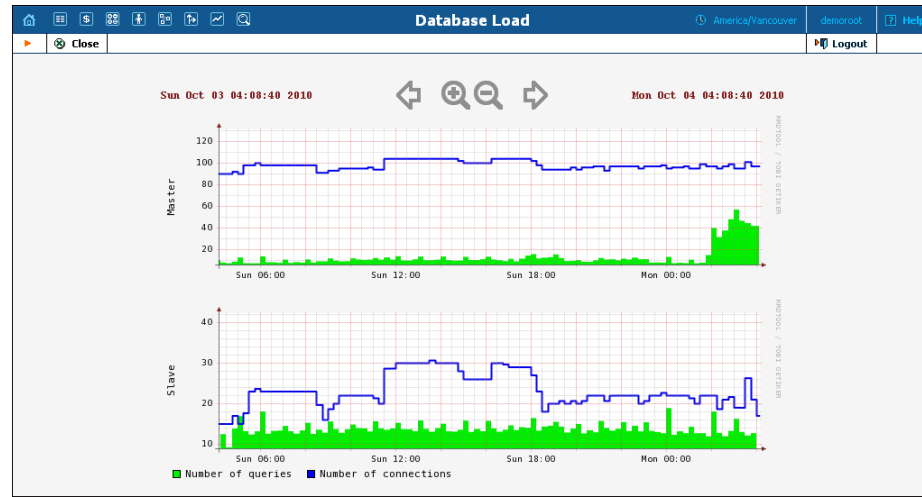 Database Load
America/Vancouver
demoroot
Help
Close
Logout
Sun Oct 03 04:08:40 2010
Mon Oct 04 04:08:40 2010
RRDTOOL / TOBI OETIKER
Master
120
100
80
60
40
20
Sun 06:00 Sun 12:00 Sun 18:00 Mon 00:00
RRDTOOL / TOBI OETIKER
Slave
40
30
20
10
Sun 06:00 Sun 12:00 Sun 18:00 Mon 00:00
Number of queries Number of connections